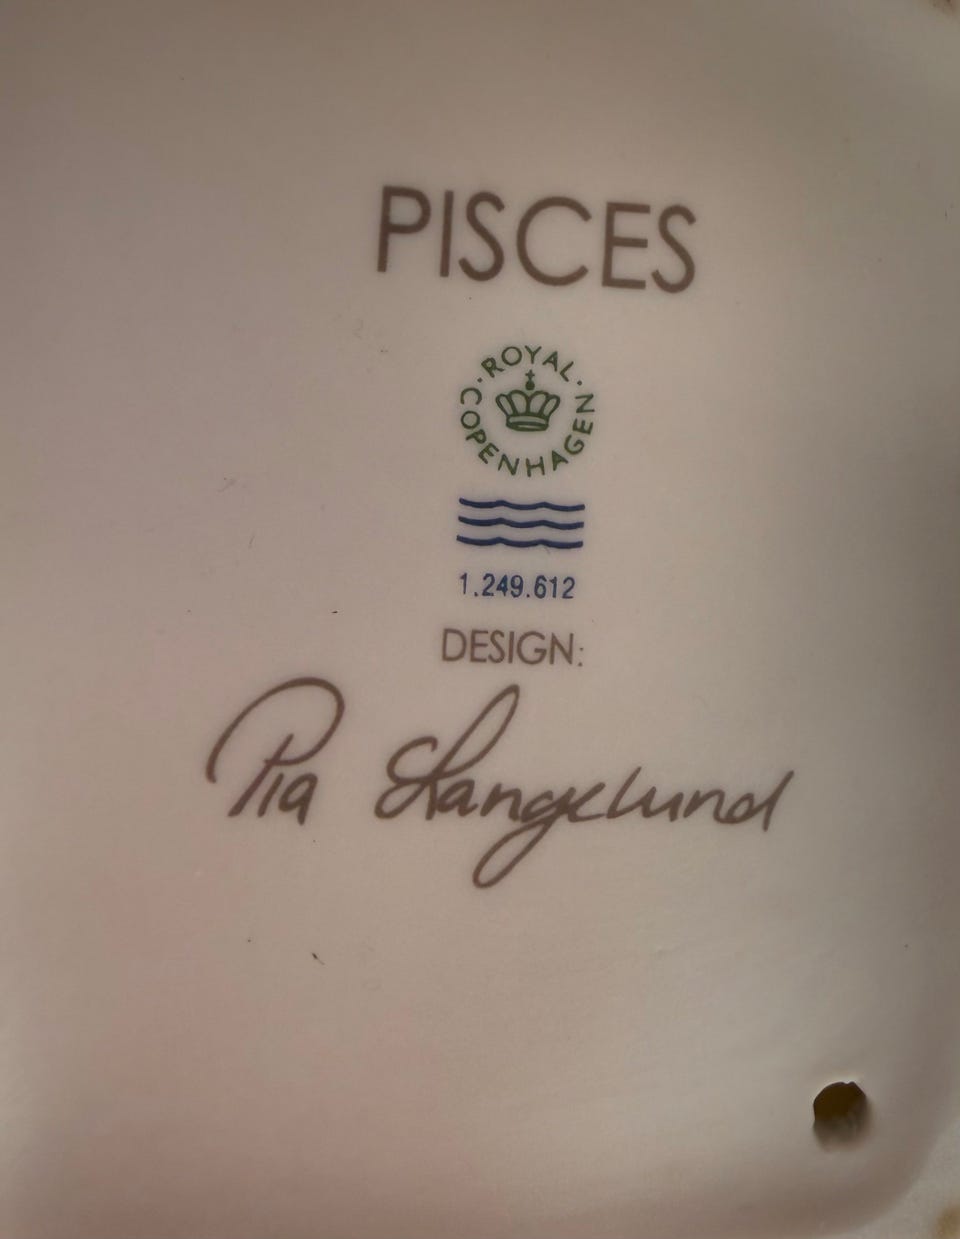 PISCES
· ROYAL · COPENHAGEN
1.249.612
DESIGN:
Pia Langelund